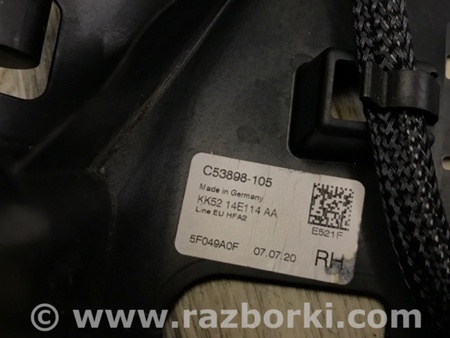 C53898-105
Made in Germany
KK52 14E114 AA
Line EU HFA2
E521F
5F049A0F 07.07.20 RH
© www.razborki.com